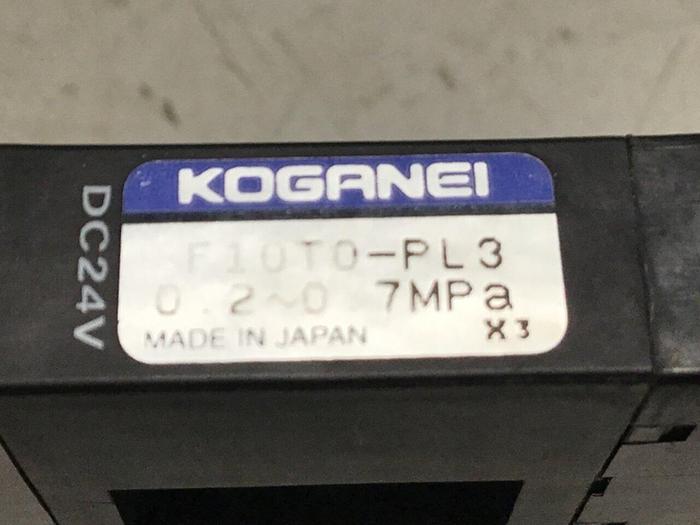 KOGANEI
F10T0-PL3
0.2~0.7MPa
MADE IN JAPAN
X3
DC24V